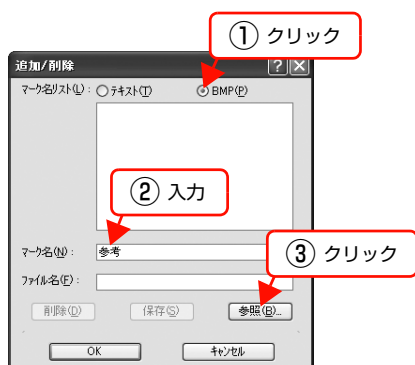 ① クリック
追加/削除
マーク名リスト(L): テキスト(T) BMP(P)
② 入力
マーク名(N): 参考
③ クリック
ファイル名(F):
削除(D) 保存(S) 参照(B)...
OK キャンセル